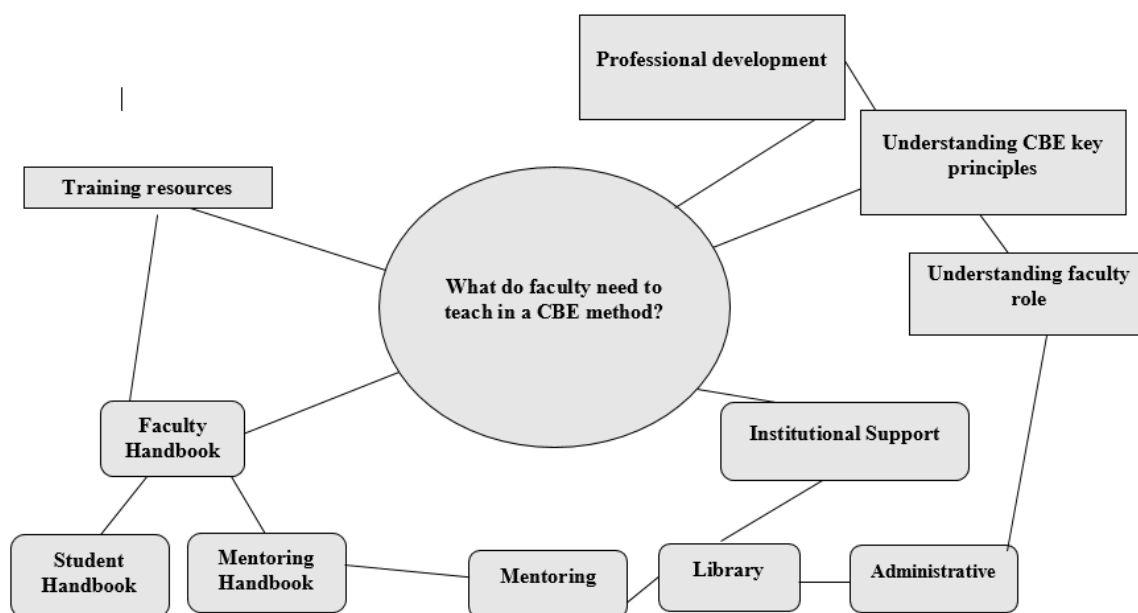 Professional development
Understanding CBE key
principles
Training resources
Understanding faculty
role
What do faculty need to
teach in a CBE method?
Faculty
Handbook
Institutional Support
Student
Handbook
Mentoring
Handbook
Mentoring
Library
Administrative